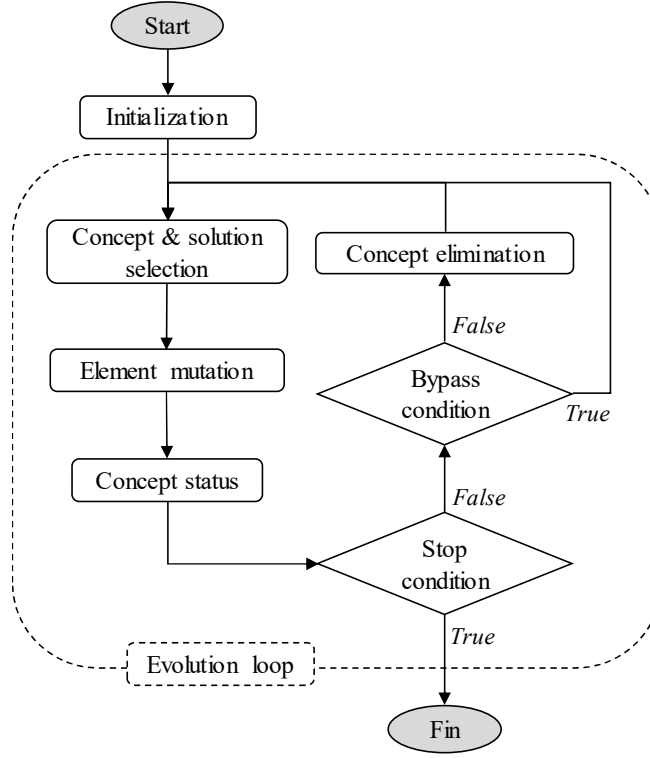 Start
Initialization
Concept & solution
selection
Concept elimination
False
Element mutation
Bypass
condition
True
Concept status
False
Stop
condition
True
Evolution loop
Fin